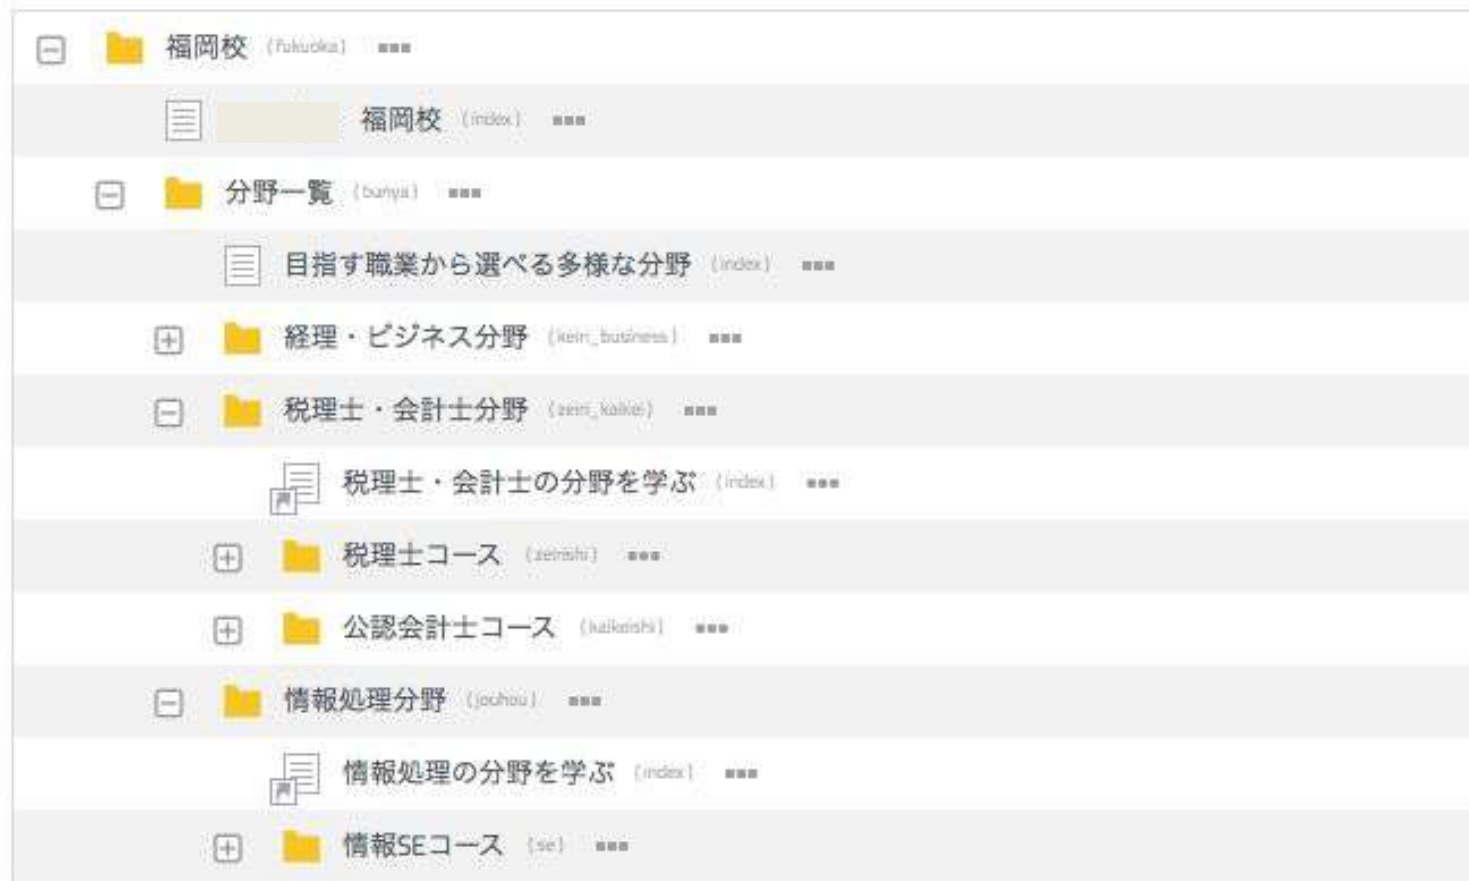 福岡校 (fukuoka)
福岡校 (index)
分野一覧 (bunya)
目指す職業から選べる多様な分野 (index)
経理・ビジネス分野 (keiri_business)
税理士・会計士分野 (zeiri_kaikei)
税理士・会計士の分野を学ぶ (index)
税理士コース (zeirishi)
公認会計士コース (kaikeishi)
情報処理分野 (jouhou)
情報処理の分野を学ぶ (index)
情報SEコース (se)